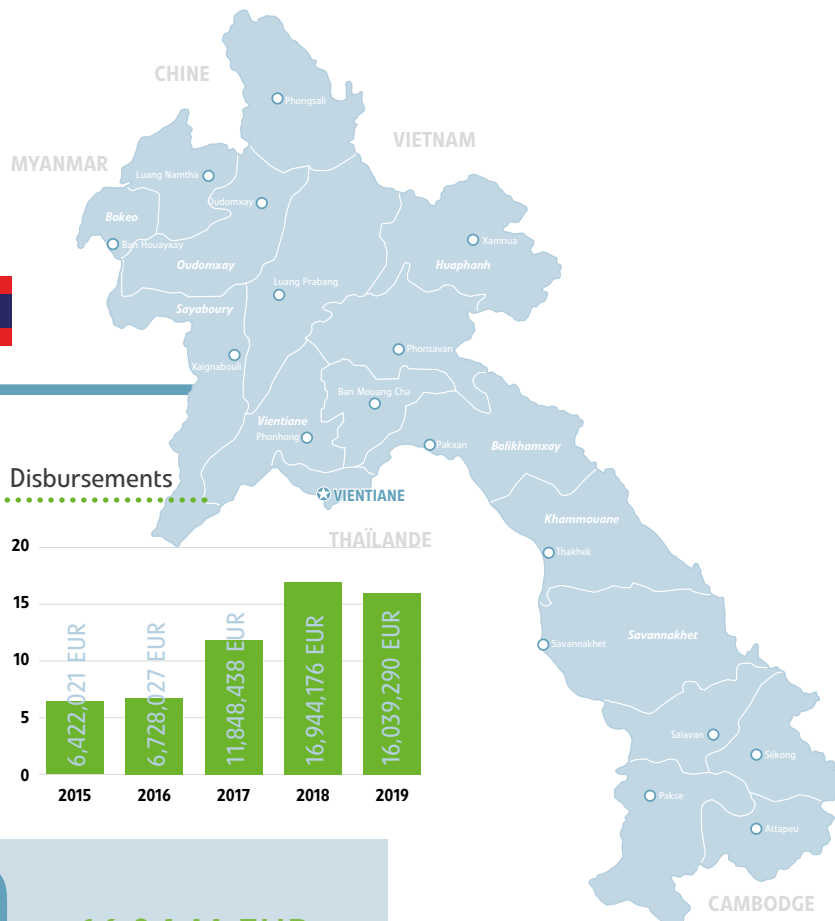 CHINE
Phongsali
VIETNAM
MYANMAR
Luang Namtha
Oudomxay
Bokeo
Ban Houayxay
Xamnua
Oudomxay
Huaphanh
Luang Prabang
Sayaboury
Phonsavan
Xaignabouli
Ban Mouang Cha
Vientiane
Phonhong
Pakxan
Bolikhamxay
Disbursements
VIENTIANE
Khammouane
THAÏLANDE
Thakhek
Savannakhet
Savannakhet
Salavan
Sékong
Pakse
Attapeu
CAMBODGE
20
15
10
5
0
6,422,021 EUR
6,728,027 EUR
11,848,438 EUR
16,944,176 EUR
16,039,290 EUR
2015
2016
2017
2018
2019